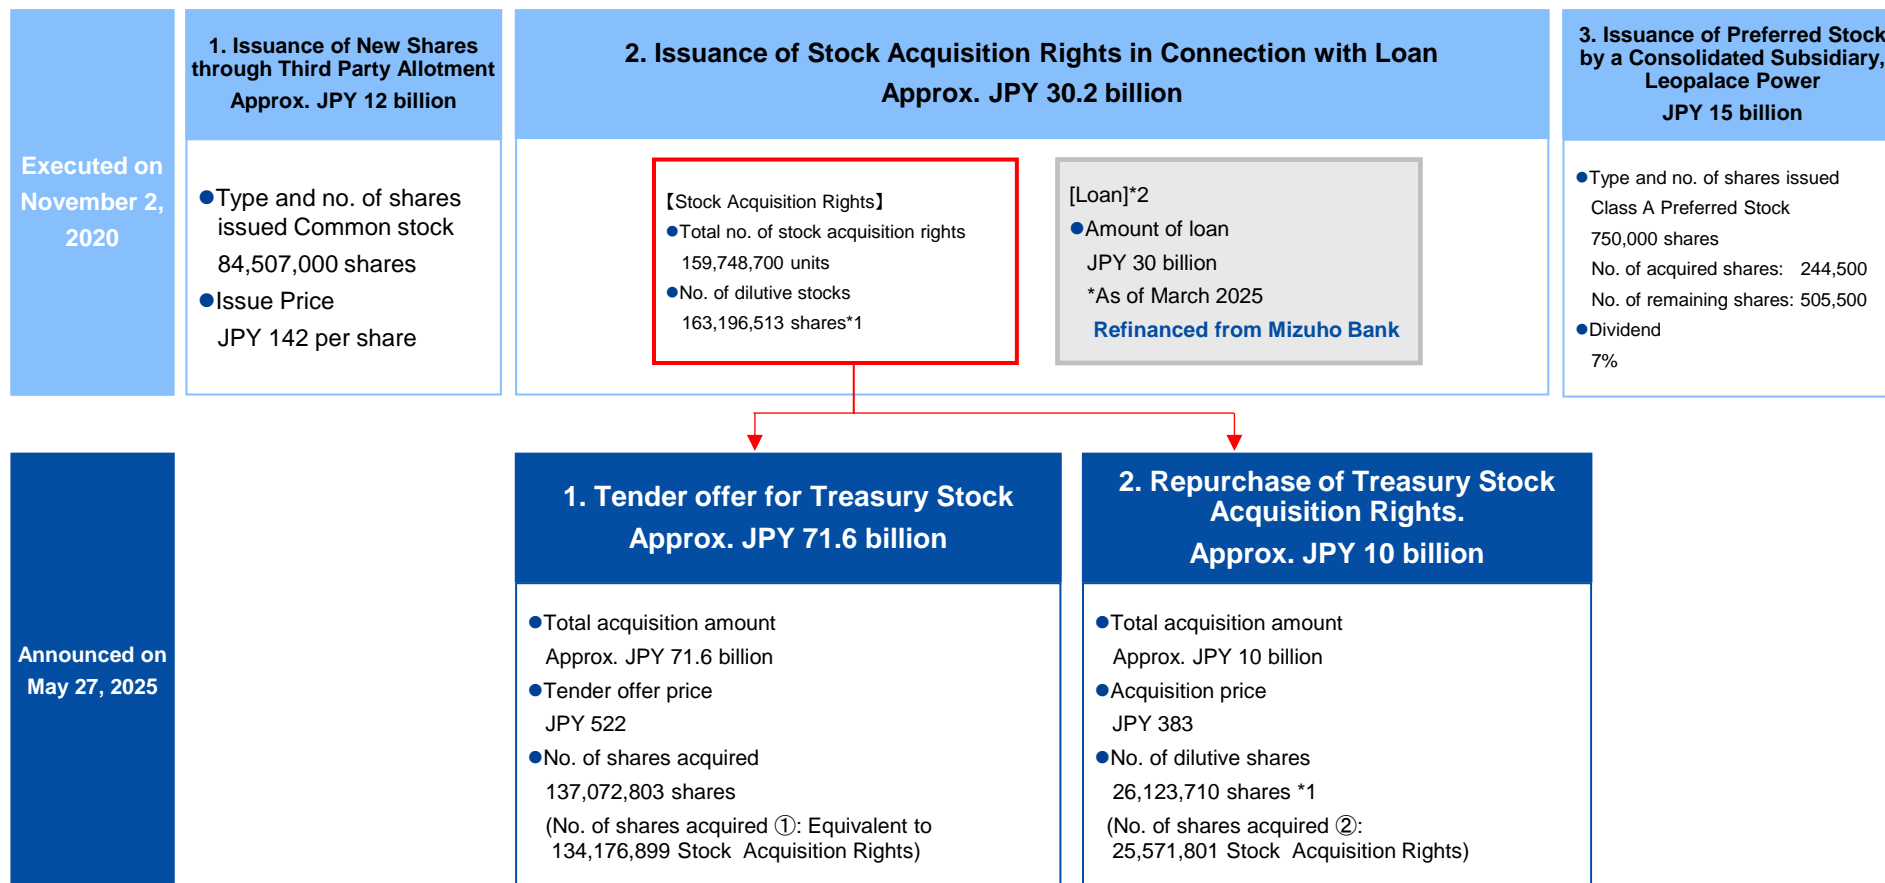 Executed on
November 2,
2020
1. Issuance of New Shares
through Third Party Allotment
Approx. JPY 12 billion
●Type and no. of shares
issued Common stock
84,507,000 shares
●Issue Price
JPY 142 per share
2. Issuance of Stock Acquisition Rights in Connection with Loan
Approx. JPY 30.2 billion
【Stock Acquisition Rights】
●Total no. of stock acquisition rights
159,748,700 units
●No. of dilutive stocks
163,196,513 shares*1
[Loan]*2
●Amount of loan
JPY 30 billion
*As of March 2025
Refinanced from Mizuho Bank
3. Issuance of Preferred Stock
by a Consolidated Subsidiary,
Leopalace Power
JPY 15 billion
●Type and no. of shares issued
Class A Preferred Stock
750,000 shares
No. of acquired shares: 244,500
No. of remaining shares: 505,500
●Dividend
7%
Announced on
May 27, 2025
1. Tender offer for Treasury Stock
Approx. JPY 71.6 billion
●Total acquisition amount
Approx. JPY 71.6 billion
●Tender offer price
JPY 522
●No. of shares acquired
137,072,803 shares
(No. of shares acquired ①: Equivalent to
134,176,899 Stock Acquisition Rights)
2. Repurchase of Treasury Stock
Acquisition Rights.
Approx. JPY 10 billion
●Total acquisition amount
Approx. JPY 10 billion
●Acquisition price
JPY 383
●No. of dilutive shares
26,123,710 shares *1
(No. of shares acquired ②:
25,571,801 Stock Acquisition Rights)